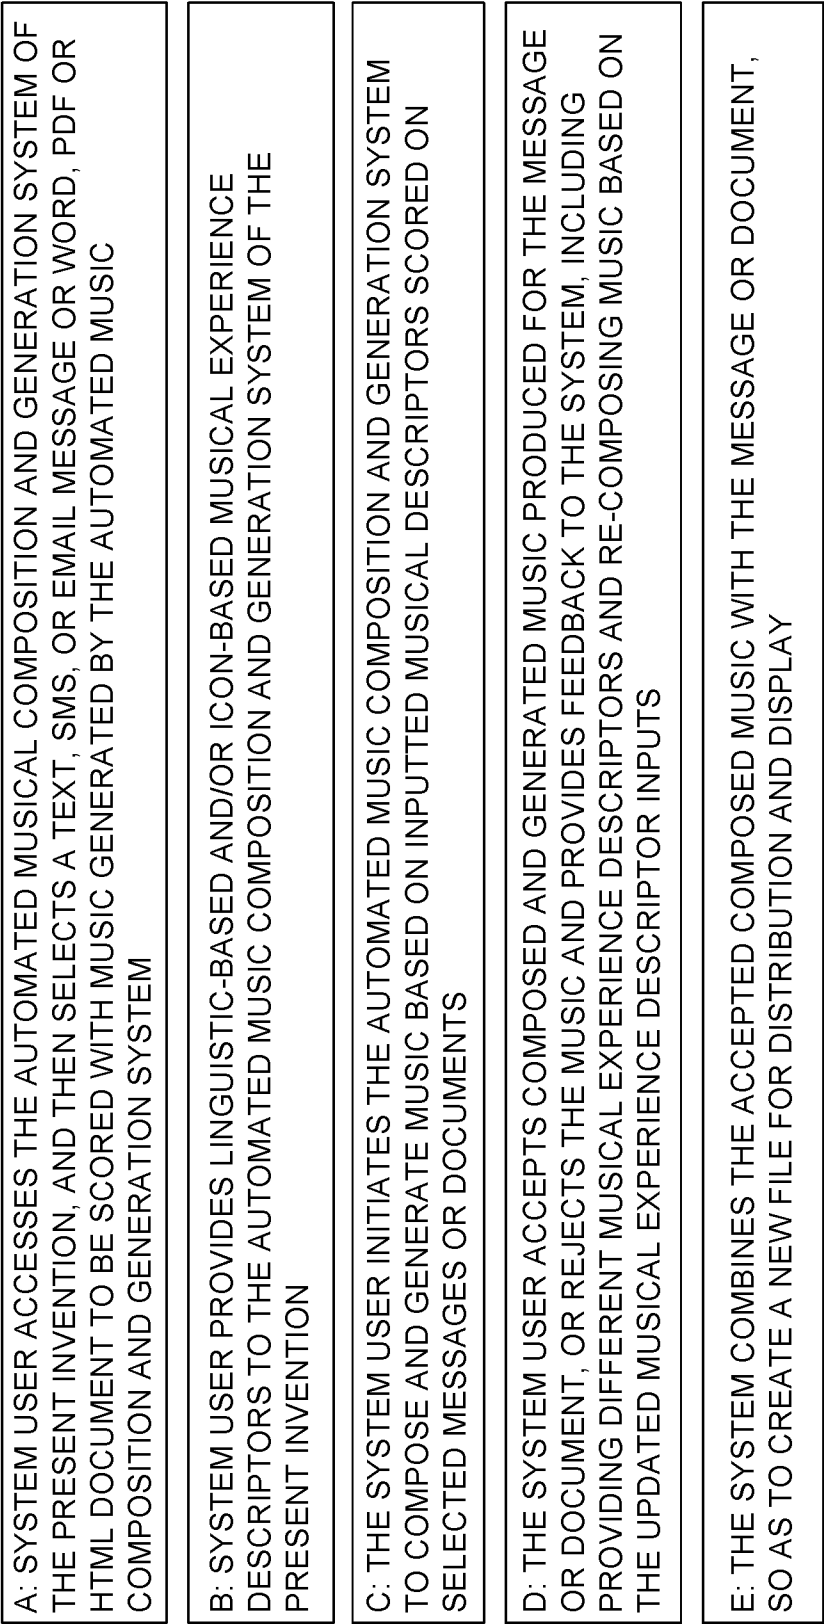 A: SYSTEM USER ACCESSES THE AUTOMATED MUSICAL COMPOSITION AND GENERATION SYSTEM OF
THE PRESENT INVENTION, AND THEN SELECTS A TEXT, SMS, OR EMAIL MESSAGE OR WORD, PDF OR
HTML DOCUMENT TO BE SCORED WITH MUSIC GENERATED BY THE AUTOMATED MUSIC
COMPOSITION AND GENERATION SYSTEM
B: SYSTEM USER PROVIDES LINGUISTIC-BASED AND/OR ICON-BASED MUSICAL EXPERIENCE
DESCRIPTORS TO THE AUTOMATED MUSIC COMPOSITION AND GENERATION SYSTEM OF THE
PRESENT INVENTION
C: THE SYSTEM USER INITIATES THE AUTOMATED MUSIC COMPOSITION AND GENERATION SYSTEM
TO COMPOSE AND GENERATE MUSIC BASED ON INPUTTED MUSICAL DESCRIPTORS SCORED ON
SELECTED MESSAGES OR DOCUMENTS
D: THE SYSTEM USER ACCEPTS COMPOSED AND GENERATED MUSIC PRODUCED FOR THE MESSAGE
OR DOCUMENT, OR REJECTS THE MUSIC AND PROVIDES FEEDBACK TO THE SYSTEM, INCLUDING
PROVIDING DIFFERENT MUSICAL EXPERIENCE DESCRIPTORS AND RE-COMPOSING MUSIC BASED ON
THE UPDATED MUSICAL EXPERIENCE DESCRIPTOR INPUTS
E: THE SYSTEM COMBINES THE ACCEPTED COMPOSED MUSIC WITH THE MESSAGE OR DOCUMENT,
SO AS TO CREATE A NEW FILE FOR DISTRIBUTION AND DISPLAY